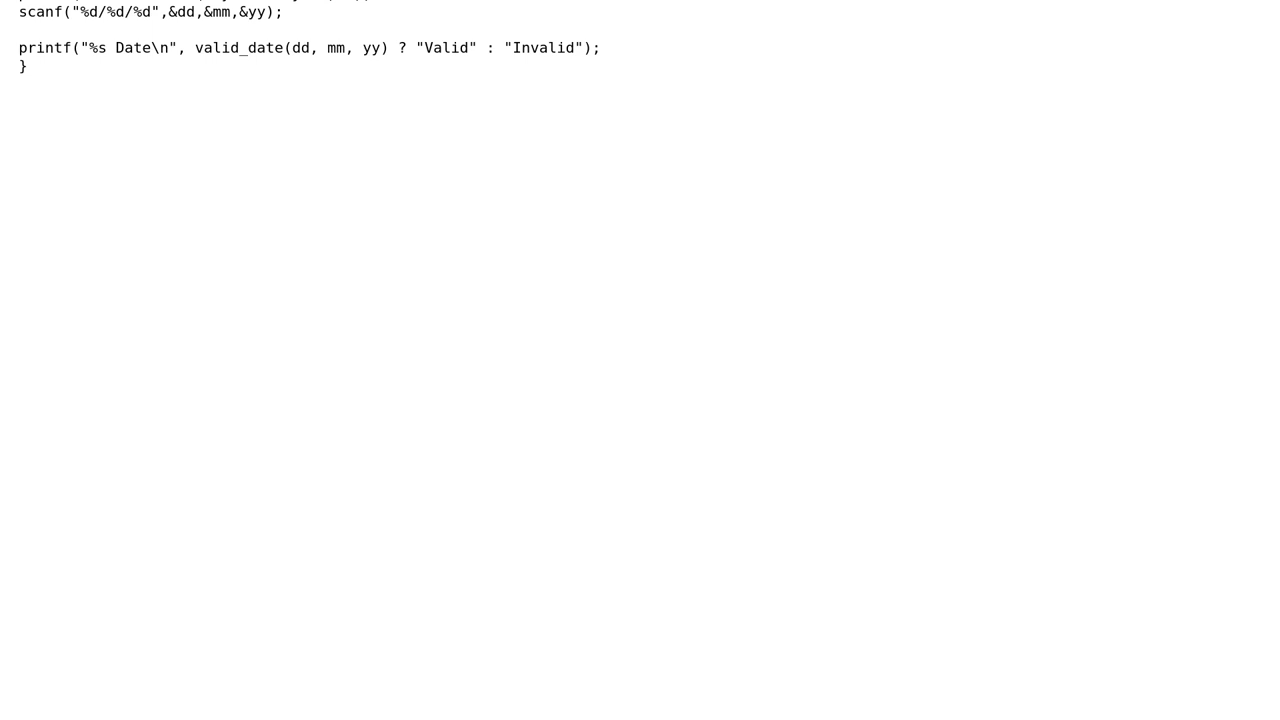 scanf("%d/%d/%d",&dd,&mm,&yy);
printf("%s Date\n", valid_date(dd, mm, yy) ? "Valid" : "Invalid");
}